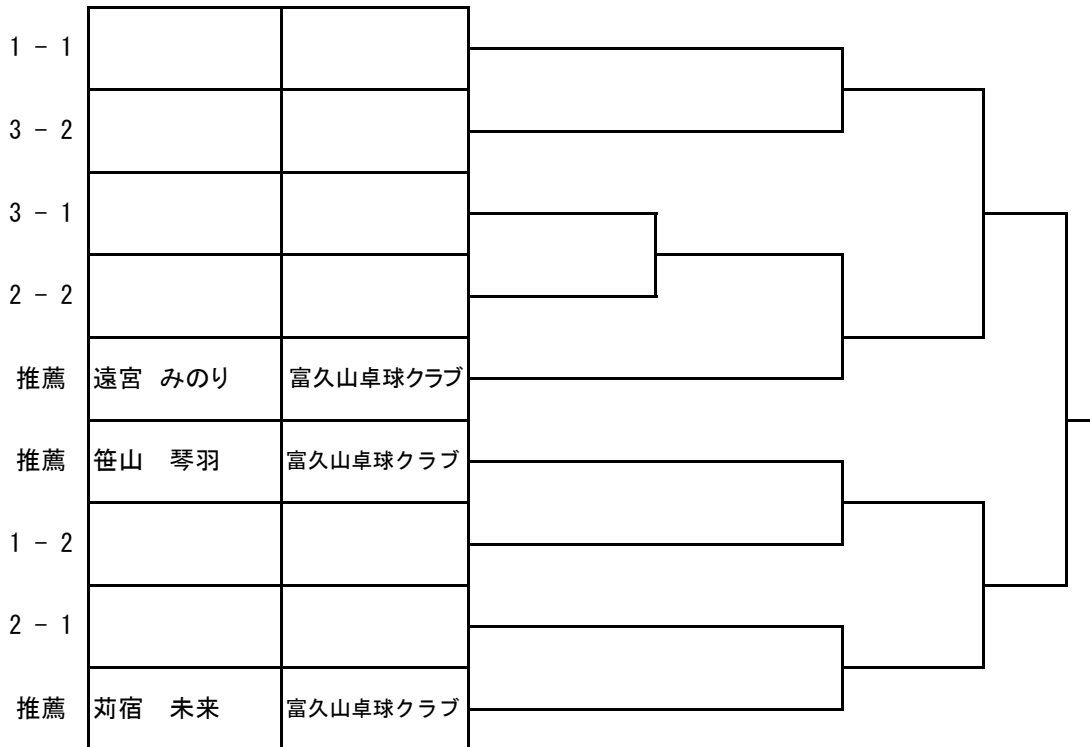 1 － 1
3 － 2
3 － 1
2 － 2
推薦 遠宮　みのり 富久山卓球クラブ
推薦 笹山　琴羽 富久山卓球クラブ
1 － 2
2 － 1
推薦 苅宿　未来 富久山卓球クラブ